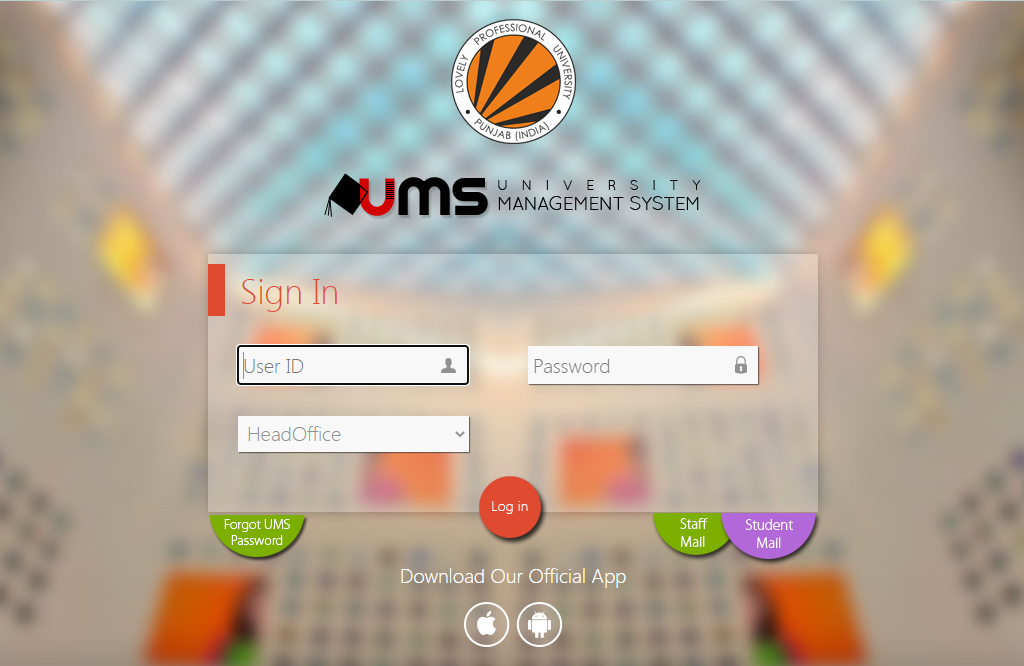 LOVELY PROFESSIONAL UNIVERSITY
PUNJAB (INDIA)
UMS UNIVERSITY
MANAGEMENT SYSTEM
Sign In
User ID
Password
HeadOffice
Log in
Forgot UMS
Password
Staff
Mail
Student
Mail
Download Our Official App